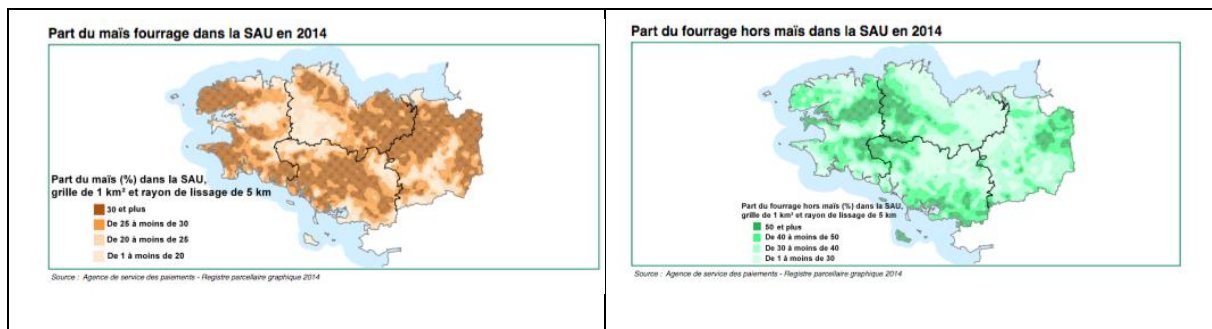 Part du maïs fourrage dans la SAU en 2014
Part du maïs (%) dans la SAU,
grille de 1 km² et rayon de lissage de 5 km
30 et plus
De 25 à moins de 30
De 20 à moins de 25
De 1 à moins de 20
Source : Agence de service des paiements - Registre parcellaire graphique 2014
Part du fourrage hors maïs dans la SAU en 2014
Part du fourrage hors maïs (%) dans la SAU,
grille de 1 km² et rayon de lissage de 5 km
50 et plus
De 40 à moins de 50
De 30 à moins de 40
De 1 à moins de 30
Source : Agence de service des paiements - Registre parcellaire graphique 2014